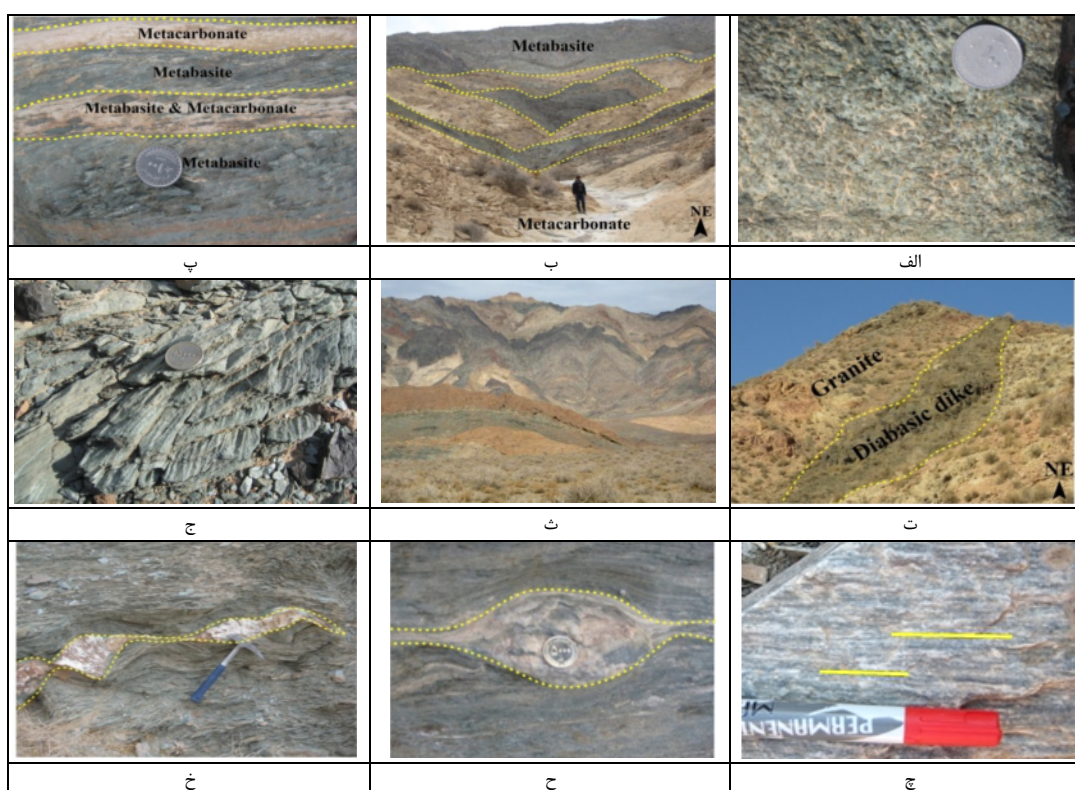 Metacarbonate
Metabasite
Metabasite & Metacarbonate
Metabasite
پ
Metabasite
NE
Metacarbonate
ب
الف
ج
ث
Granite
Diabasic dike
NE
ت
خ
ح
PERMANENT
چ